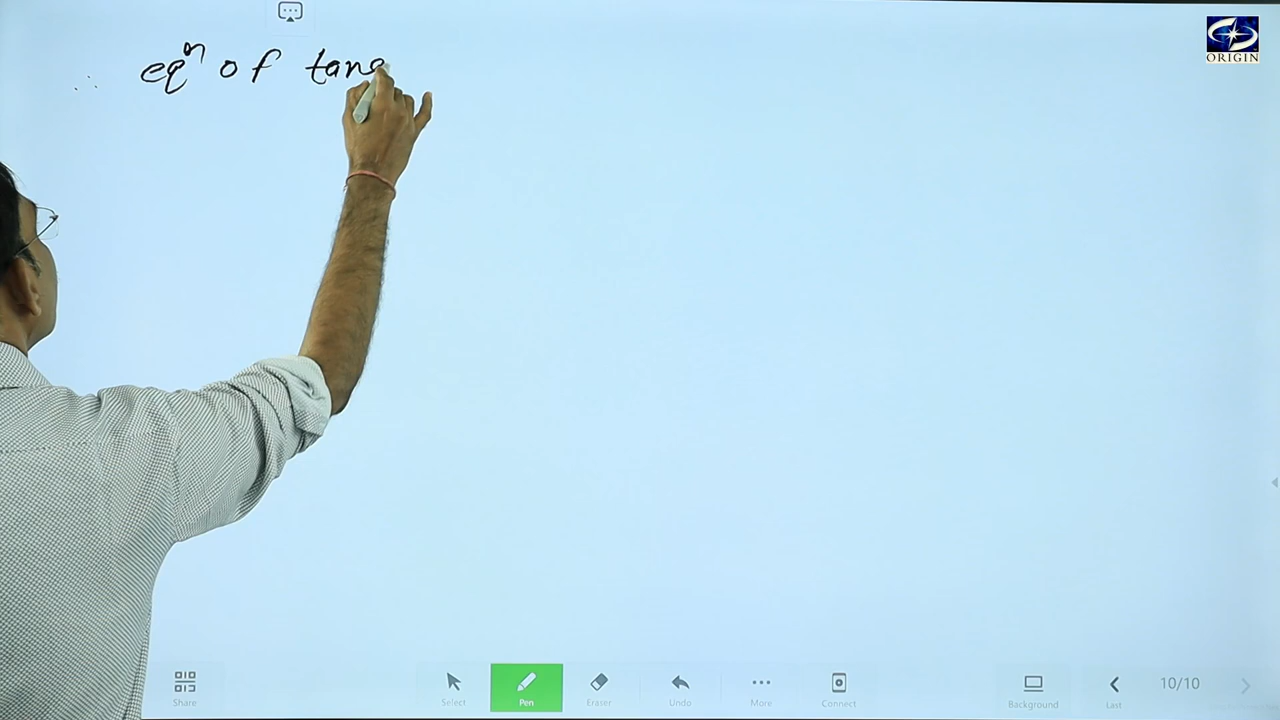 ∴ eqⁿ of tang
ORIGIN
Share
Select
Pen
Eraser
Undo
More
Connect
Background
Last
10/10